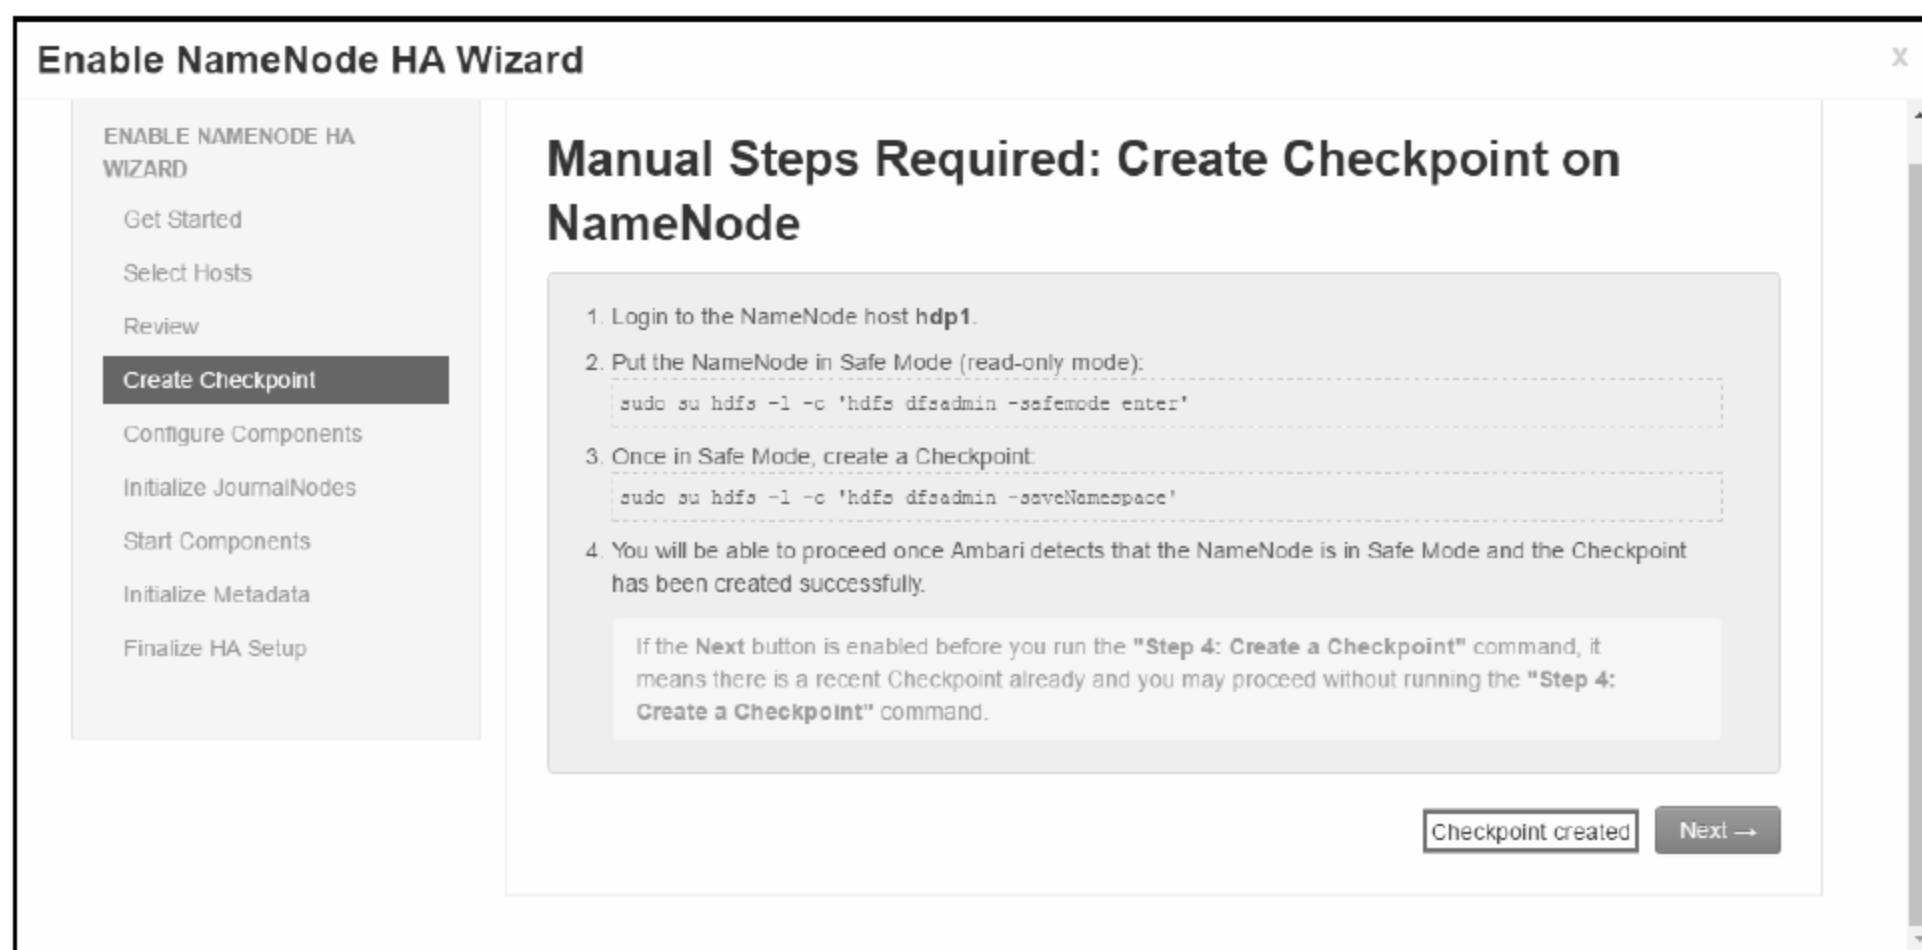 Enable NameNode HA Wizard
x
ENABLE NAMENODE HA
WIZARD
Get Started
Select Hosts
Review
Create Checkpoint
Configure Components
Initialize JournalNodes
Start Components
Initialize Metadata
Finalize HA Setup
Manual Steps Required: Create Checkpoint on
NameNode
1. Login to the NameNode host hdp1.
2. Put the NameNode in Safe Mode (read-only mode):
sudo su hdfs -l -c 'hdfs dfsadmin -safemode enter'
3. Once in Safe Mode, create a Checkpoint:
sudo su hdfs -l -c 'hdfs dfsadmin -saveNamespace'
4. You will be able to proceed once Ambari detects that the NameNode is in Safe Mode and the Checkpoint
has been created successfully.
If the Next button is enabled before you run the "Step 4: Create a Checkpoint" command, it
means there is a recent Checkpoint already and you may proceed without running the "Step 4:
Create a Checkpoint" command.
Checkpoint created
Next →